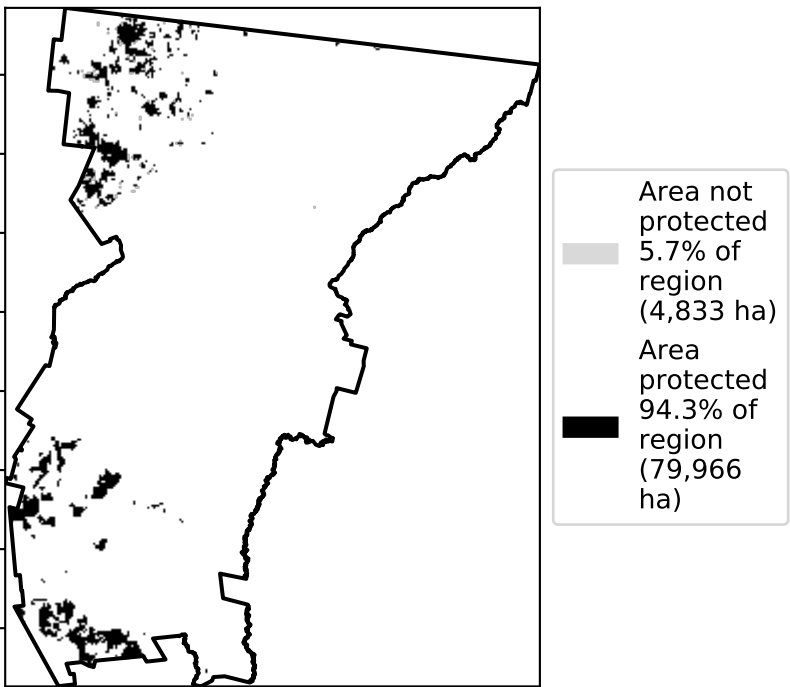 Area not
protected
5.7% of
region
(4,833 ha)
Area
protected
94.3% of
region
(79,966
ha)